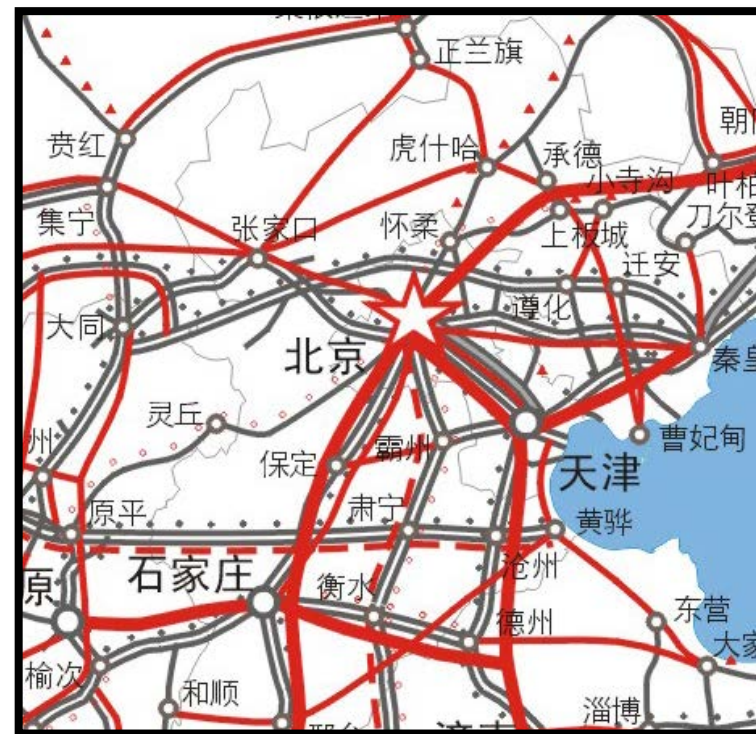 正兰旗
贲红
虎什哈
承德
小寺沟
集宁
张家口
怀柔
上板城
迁安
大同
遵化
北京
灵丘
霸州
曹妃甸
州
保定
天津
肃宁
原平
黄骅
石家庄
沧州
原
衡水
德州
东营
榆次
和顺
淄博